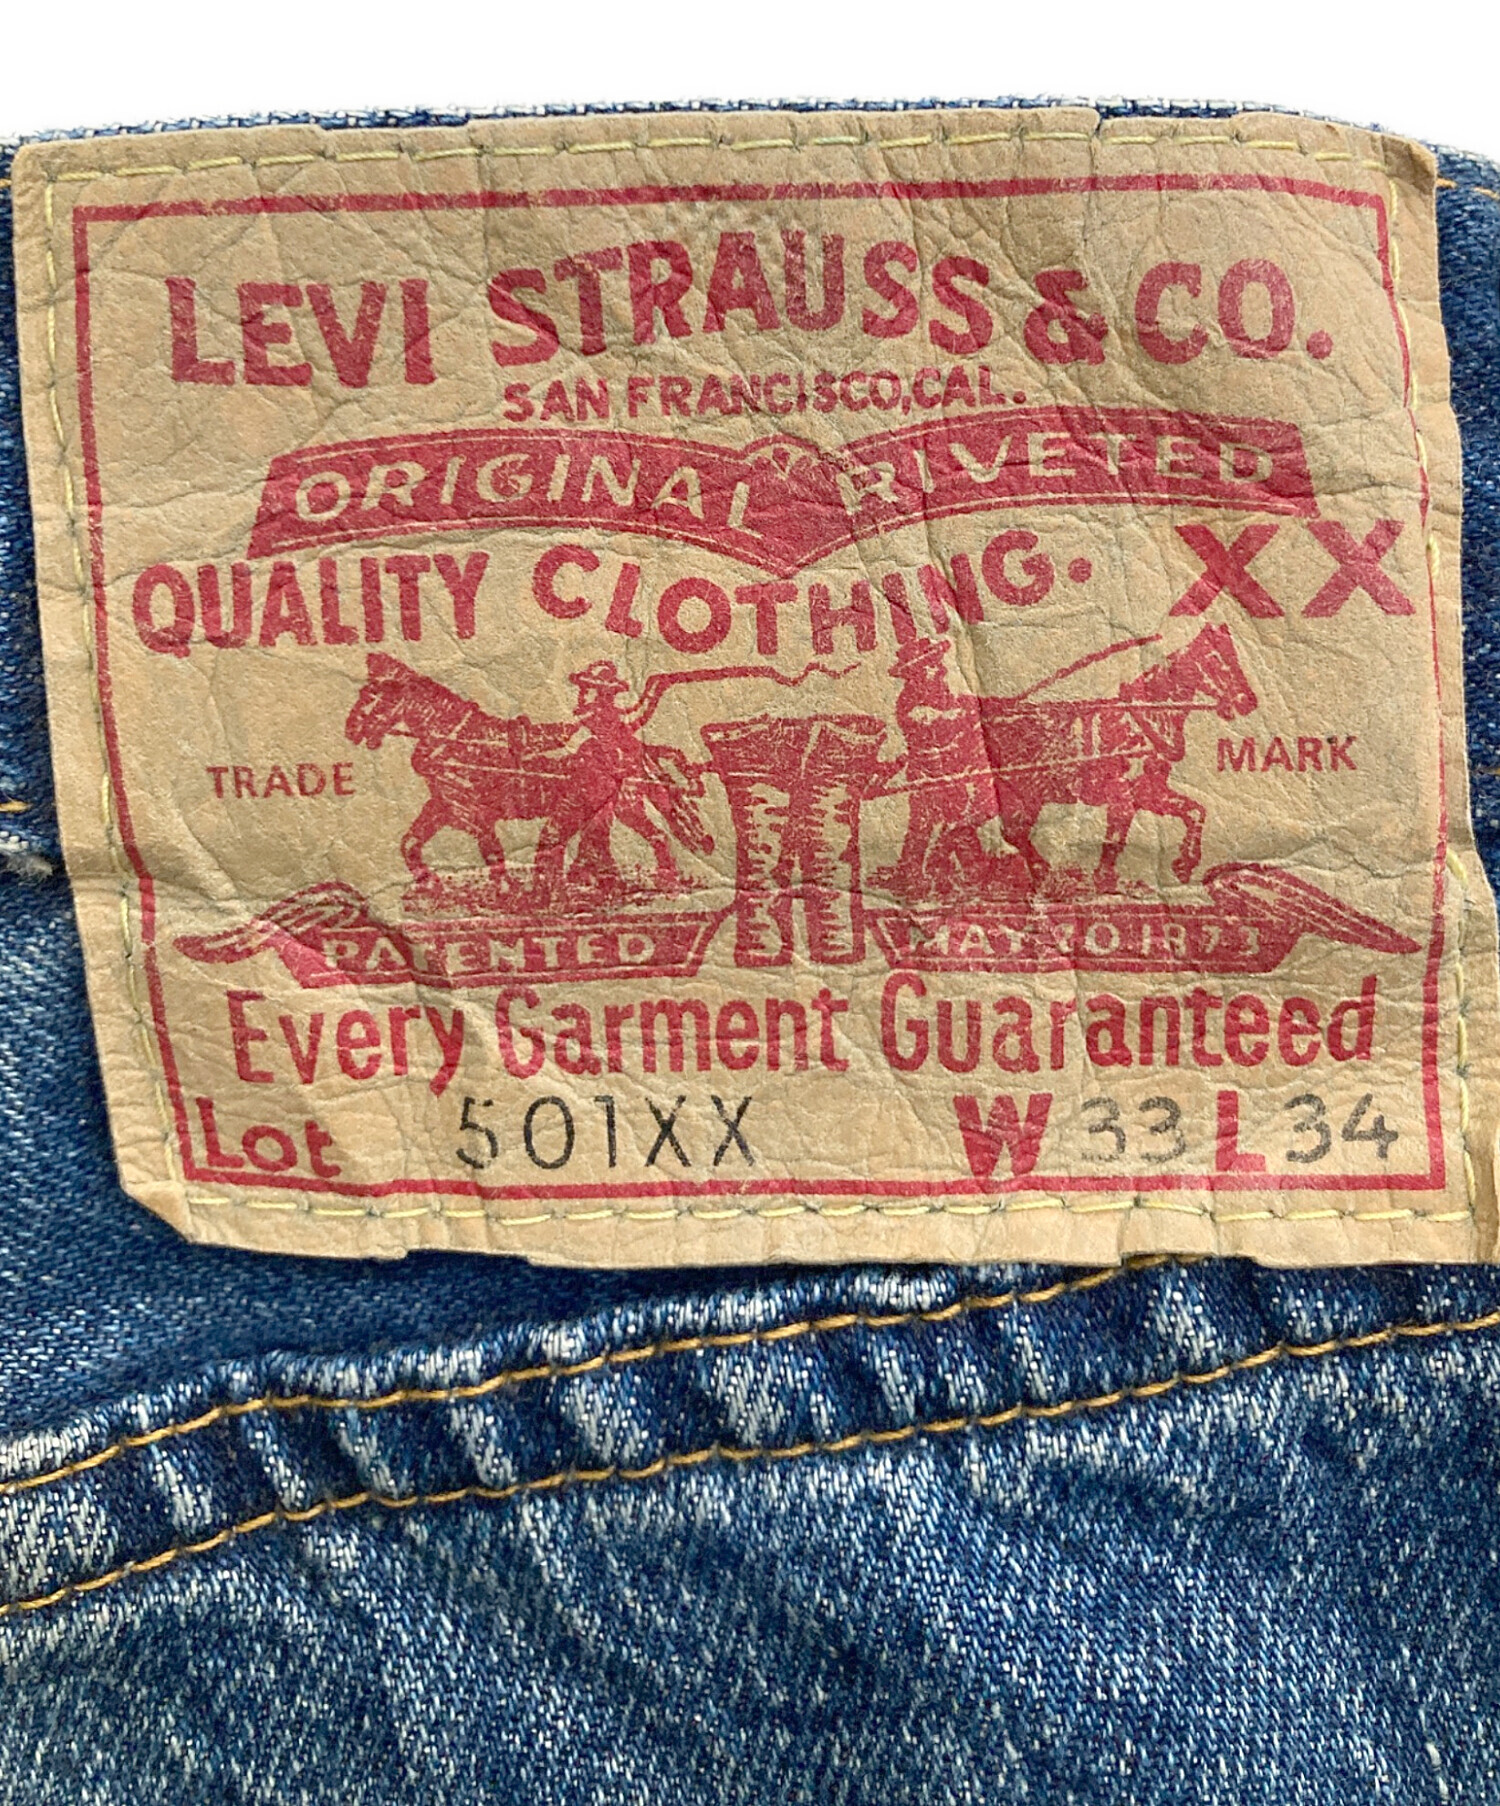 LEVI STRAUSS & CO.
SAN FRANCISCO, CAL.
ORIGINAL RIVETED
QUALITY CLOTHING. XX
TRADE MARK
PATENTED MAY 20 1873
Every Garment Guaranteed
Lot 501XX W 33 L 34